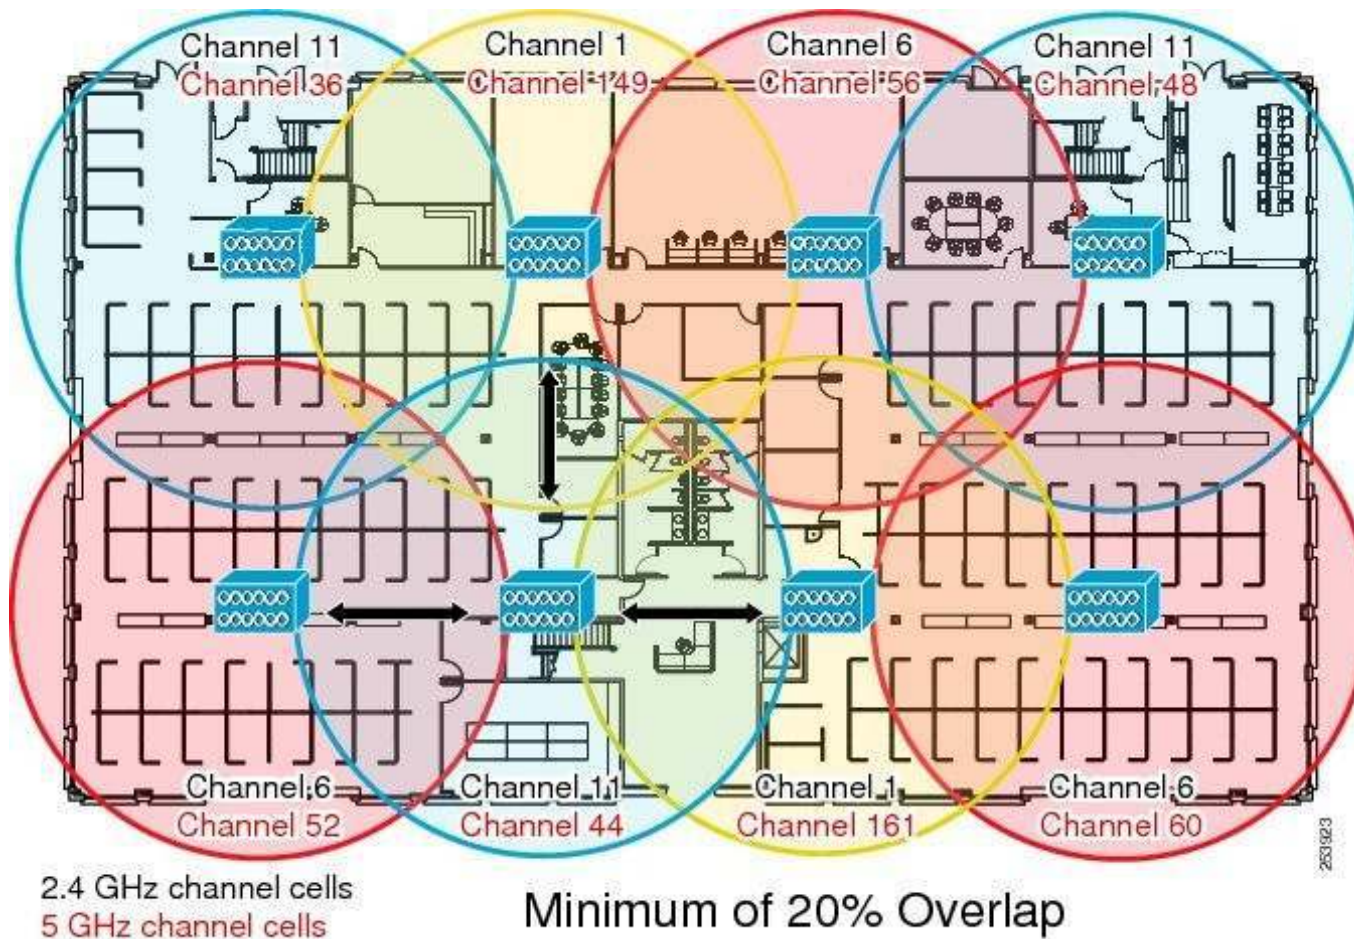 Channel 11
Channel 36
Channel 1
Channel 149
Channel 6
Channel 56
Channel 11
Channel 48
Channel 6
Channel 52
Channel 11
Channel 44
Channel 1
Channel 161
Channel 6
Channel 60
253923
2.4 GHz channel cells
5 GHz channel cells
Minimum of 20% Overlap